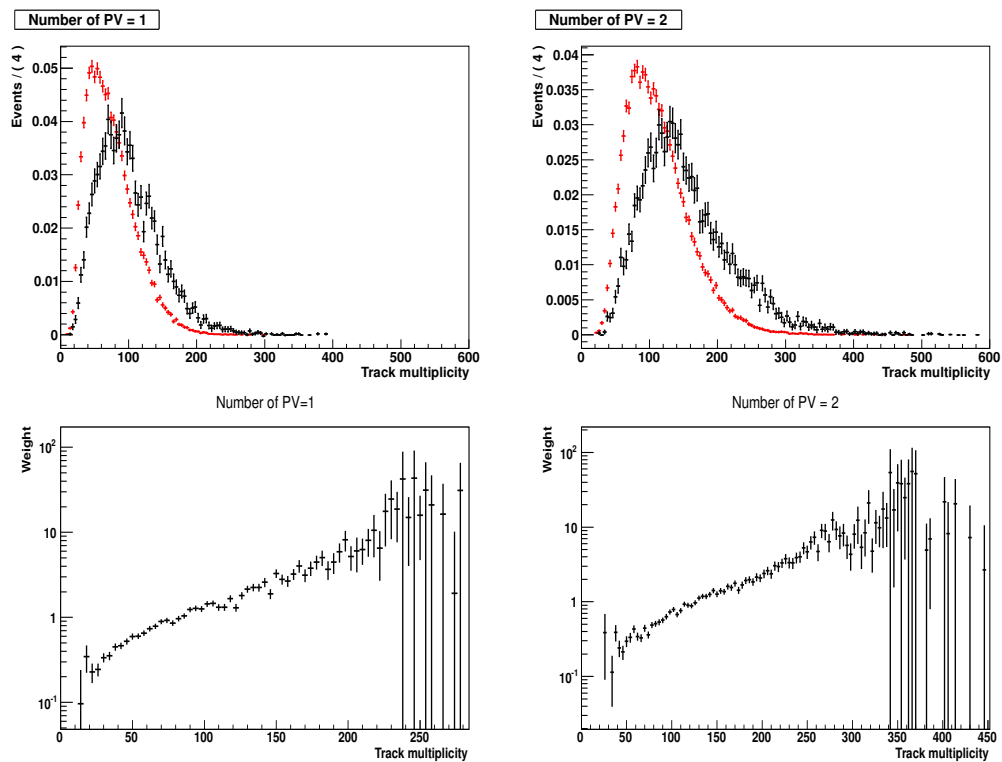 Number of PV = 1
Events / ( 4 )
0.05
0.04
0.03
0.02
0.01
0
0 100 200 300 400 500 600
Track multiplicity
Number of PV = 2
Events / ( 4 )
0.04
0.035
0.03
0.025
0.02
0.015
0.01
0.005
0
0 100 200 300 400 500 600
Track multiplicity
Number of PV=1
Weight
10²
10
1
10⁻¹
0 50 100 150 200 250
Track multiplicity
Number of PV = 2
Weight
10²
10
1
10⁻¹
0 50 100 150 200 250 300 350 400 450
Track multiplicity